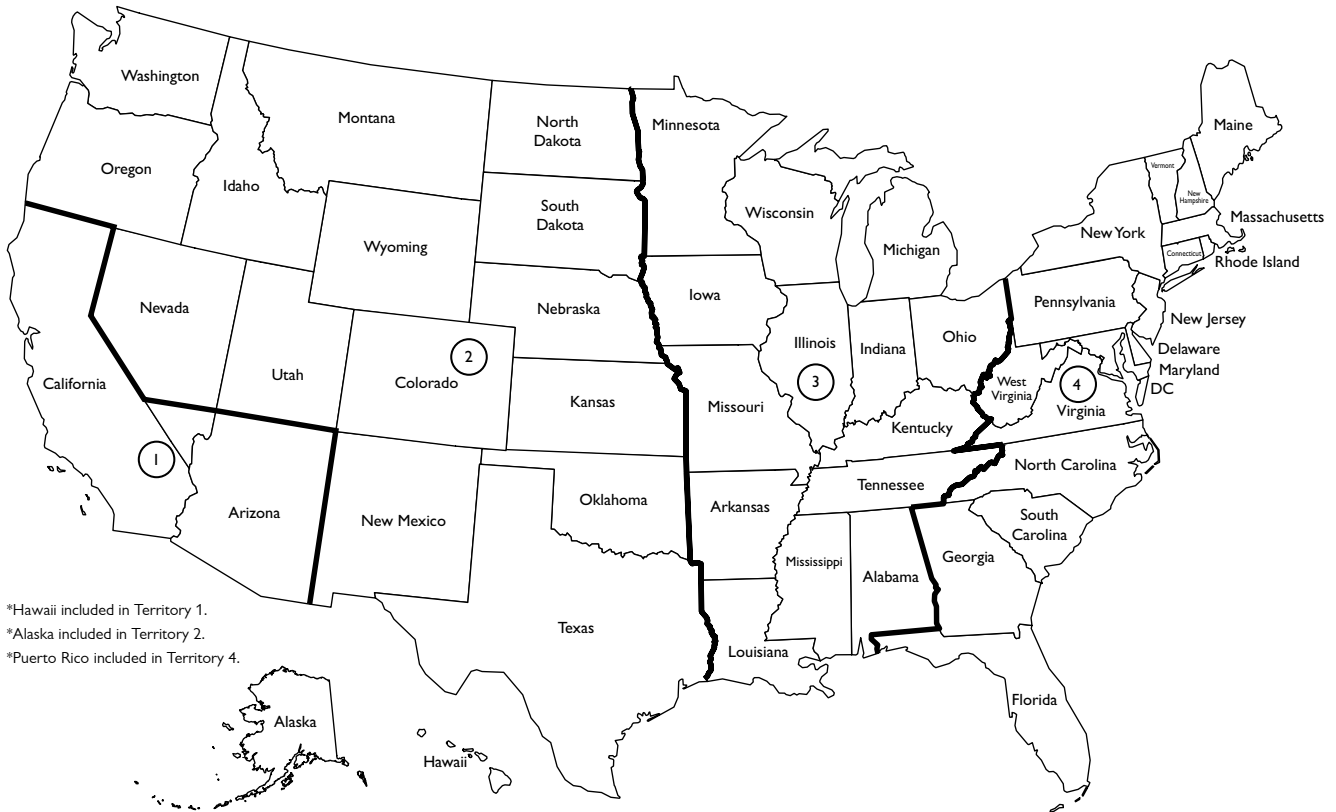 Washington
Montana
North
Dakota
Minnesota
Maine
Oregon
Idaho
Vermont
New
Hampshire
South
Dakota
Wisconsin
Massachusetts
Wyoming
Michigan
New York
Connecticut
Rhode Island
Nevada
Nebraska
Iowa
Pennsylvania
New Jersey
Illinois
Indiana
Ohio
Delaware
Maryland
DC
California
Utah
2
Colorado
3
West
Virginia
4
Virginia
Kansas
Missouri
Kentucky
1
North Carolina
Tennessee
Arizona
New Mexico
Oklahoma
Arkansas
South
Carolina
Mississippi
Alabama
Georgia
*Hawaii included in Territory 1.
*Alaska included in Territory 2.
*Puerto Rico included in Territory 4.
Texas
Louisiana
Florida
Alaska
Hawaii